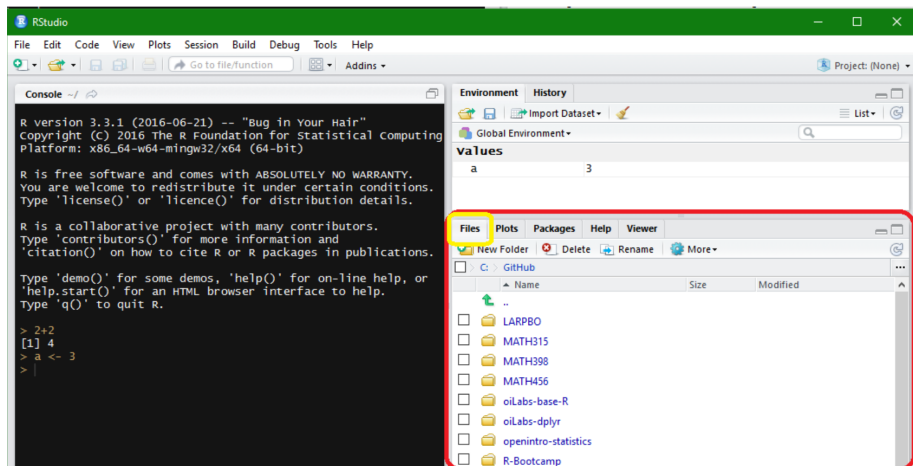 RStudio
File Edit Code View Plots Session Build Debug Tools Help
Go to file/function Addins Project: (None)
Console ~/
R version 3.3.1 (2016-06-21) -- "Bug in Your Hair"
Copyright (C) 2016 The R Foundation for Statistical Computing
Platform: x86_64-w64-mingw32/x64 (64-bit)
R is free software and comes with ABSOLUTELY NO WARRANTY.
You are welcome to redistribute it under certain conditions.
Type 'license()' or 'licence()' for distribution details.
R is a collaborative project with many contributors.
Type 'contributors()' for more information and
'citation()' on how to cite R or R packages in publications.
Type 'demo()' for some demos, 'help()' for on-line help, or
'help.start()' for an HTML browser interface to help.
Type 'q()' to quit R.
> 2+2
[1] 4
> a <- 3
>
Environment History
Import Dataset List
Global Environment
Values
a 3
Files Plots Packages Help Viewer
New Folder Delete Rename More
C: GitHub ...
Name Size Modified
..
LARPBO
MATH315
MATH398
MATH456
oiLabs-base-R
oiLabs-dplyr
openintro-statistics
R-Bootcamp